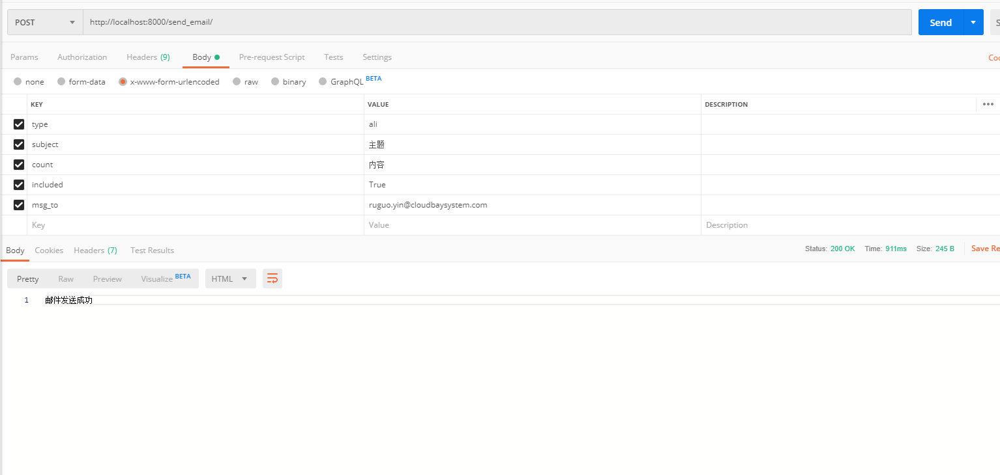 POST http://localhost:8000/send_email/ Send
Params Authorization Headers (9) Body Pre-request Script Tests Settings
none form-data x-www-form-urlencoded raw binary GraphQL BETA
KEY VALUE DESCRIPTION
type ali
subject 主题
count 内容
included True
msg_to ruguo.yin@cloudbaysystem.com
Key Value Description
Body Cookies Headers (7) Test Results Status: 200 OK Time: 911ms Size: 245 B Save Re
Pretty Raw Preview Visualize BETA HTML
1 邮件发送成功